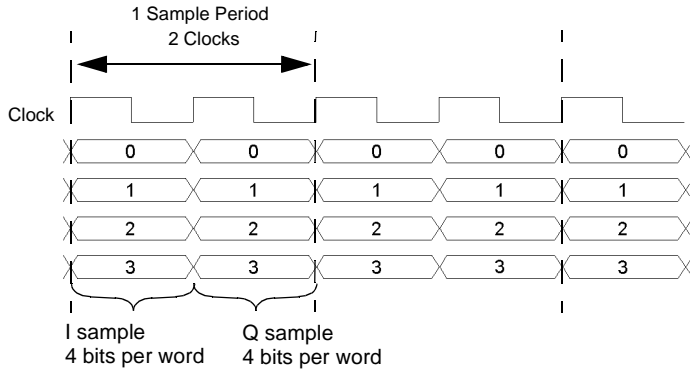 1 Sample Period
2 Clocks
Clock
0 0 0 0 0
1 1 1 1 1
2 2 2 2 2
3 3 3 3 3
I sample
4 bits per word
Q sample
4 bits per word